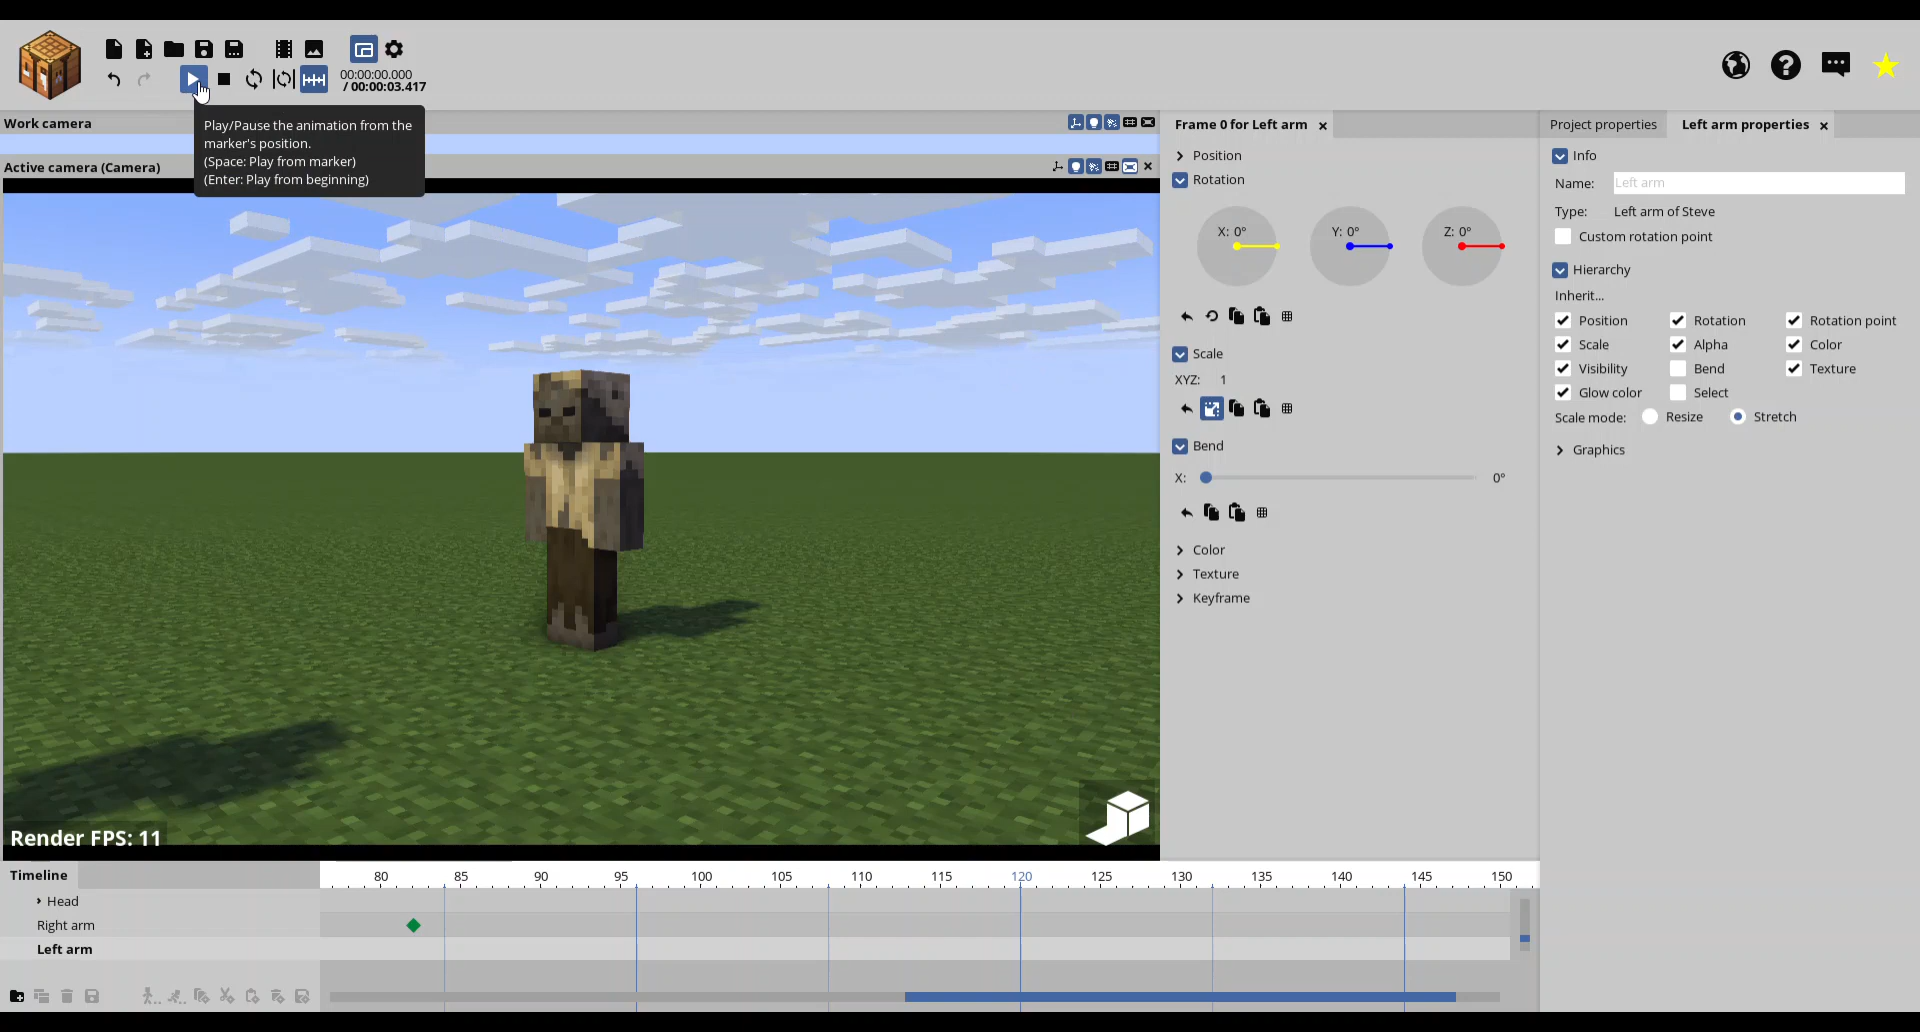 00:00:00.000
/ 00:00:03.417
Play/Pause the animation from the
marker's position.
(Space: Play from marker)
(Enter: Play from beginning)
Work camera
Active camera (Camera)
Render FPS: 11
Frame 0 for Left arm
Position
Rotation
X: 0°
Y: 0°
Z: 0°
Scale
XYZ: 1
Bend
X: 0°
Color
Texture
Keyframe
Project properties
Left arm properties
Info
Name: Left arm
Type: Left arm of Steve
Custom rotation point
Hierarchy
Inherit...
Position Rotation Rotation point
Scale Alpha Color
Visibility Bend Texture
Glow color Select
Scale mode: Resize Stretch
Graphics
Timeline
80 85 90 95 100 105 110 115 120 125 130 135 140 145 150
Head
Right arm
Left arm